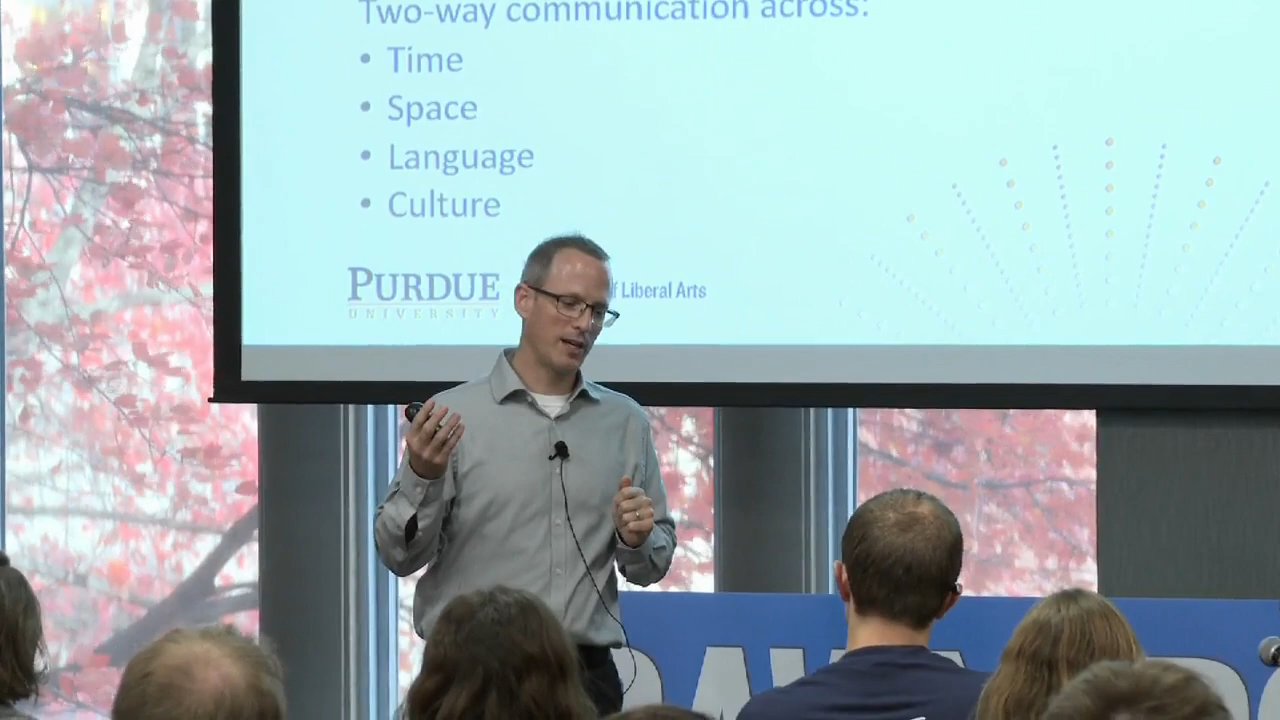 Two-way communication across:
• Time
• Space
• Language
• Culture
PURDUE
UNIVERSITY
f Liberal Arts